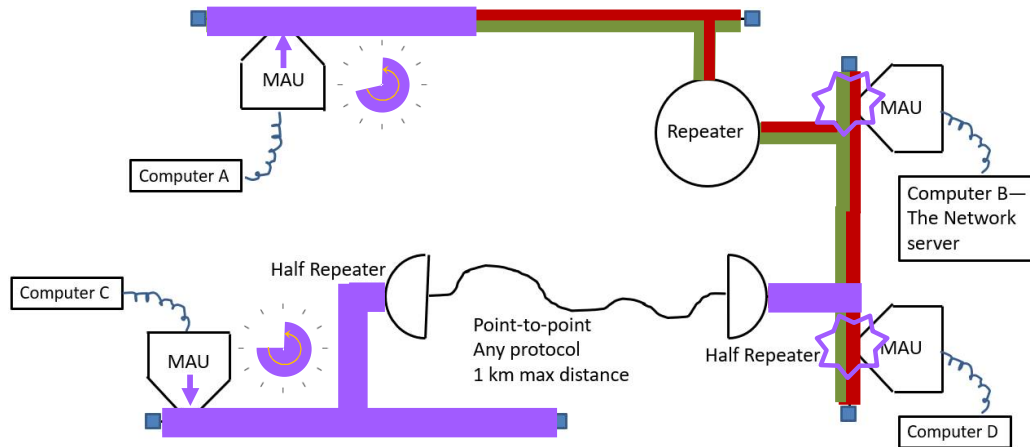 MAU
Computer A
Repeater
MAU
Computer B—
The Network
server
Half Repeater
Computer C
MAU
Point-to-point
Any protocol
1 km max distance
Half Repeater
MAU
Computer D